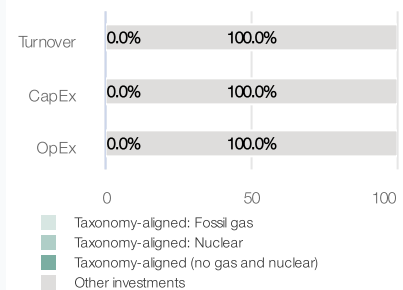 Turnover 0.0% 100.0%
CapEx 0.0% 100.0%
OpEx 0.0% 100.0%
0 50 100
Taxonomy-aligned: Fossil gas
Taxonomy-aligned: Nuclear
Taxonomy-aligned (no gas and nuclear)
Other investments